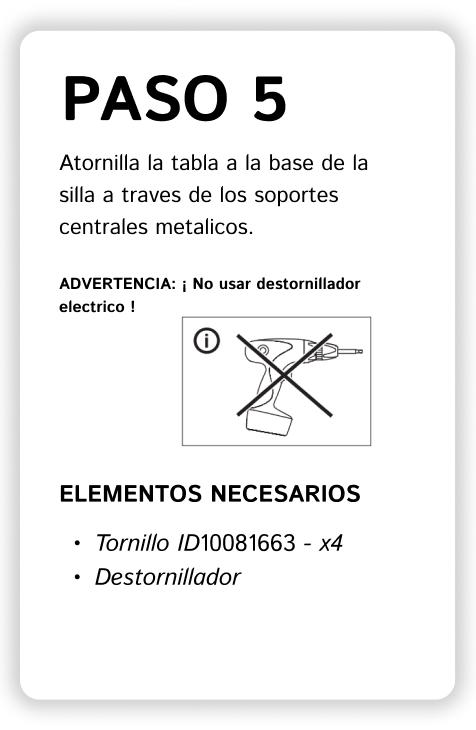 PASO 5
Atornilla la tabla a la base de la
silla a traves de los soportes
centrales metalicos.
ADVERTENCIA: ¡ No usar destornillador
electrico !
i
ELEMENTOS NECESARIOS
• Tornillo ID10081663 - x4
• Destornillador